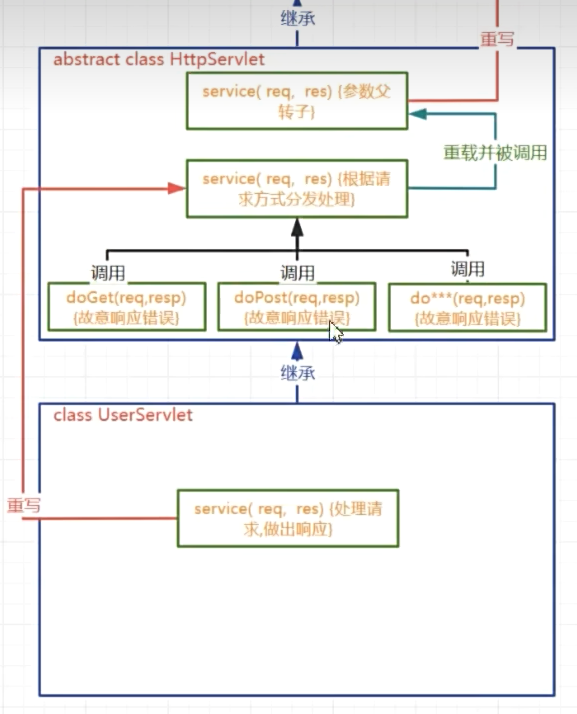 继承
重写
abstract class HttpServlet
service( req, res) {参数父
转子}
重载并被调用
service( req, res) {根据请
求方式分发处理}
调用
调用
调用
doGet(req,resp)
{故意响应错误}
doPost(req,resp)
{故意响应错误}
do***(req,resp)
{故意响应错误}
继承
class UserServlet
重写
service( req, res) {处理请
求,做出响应}